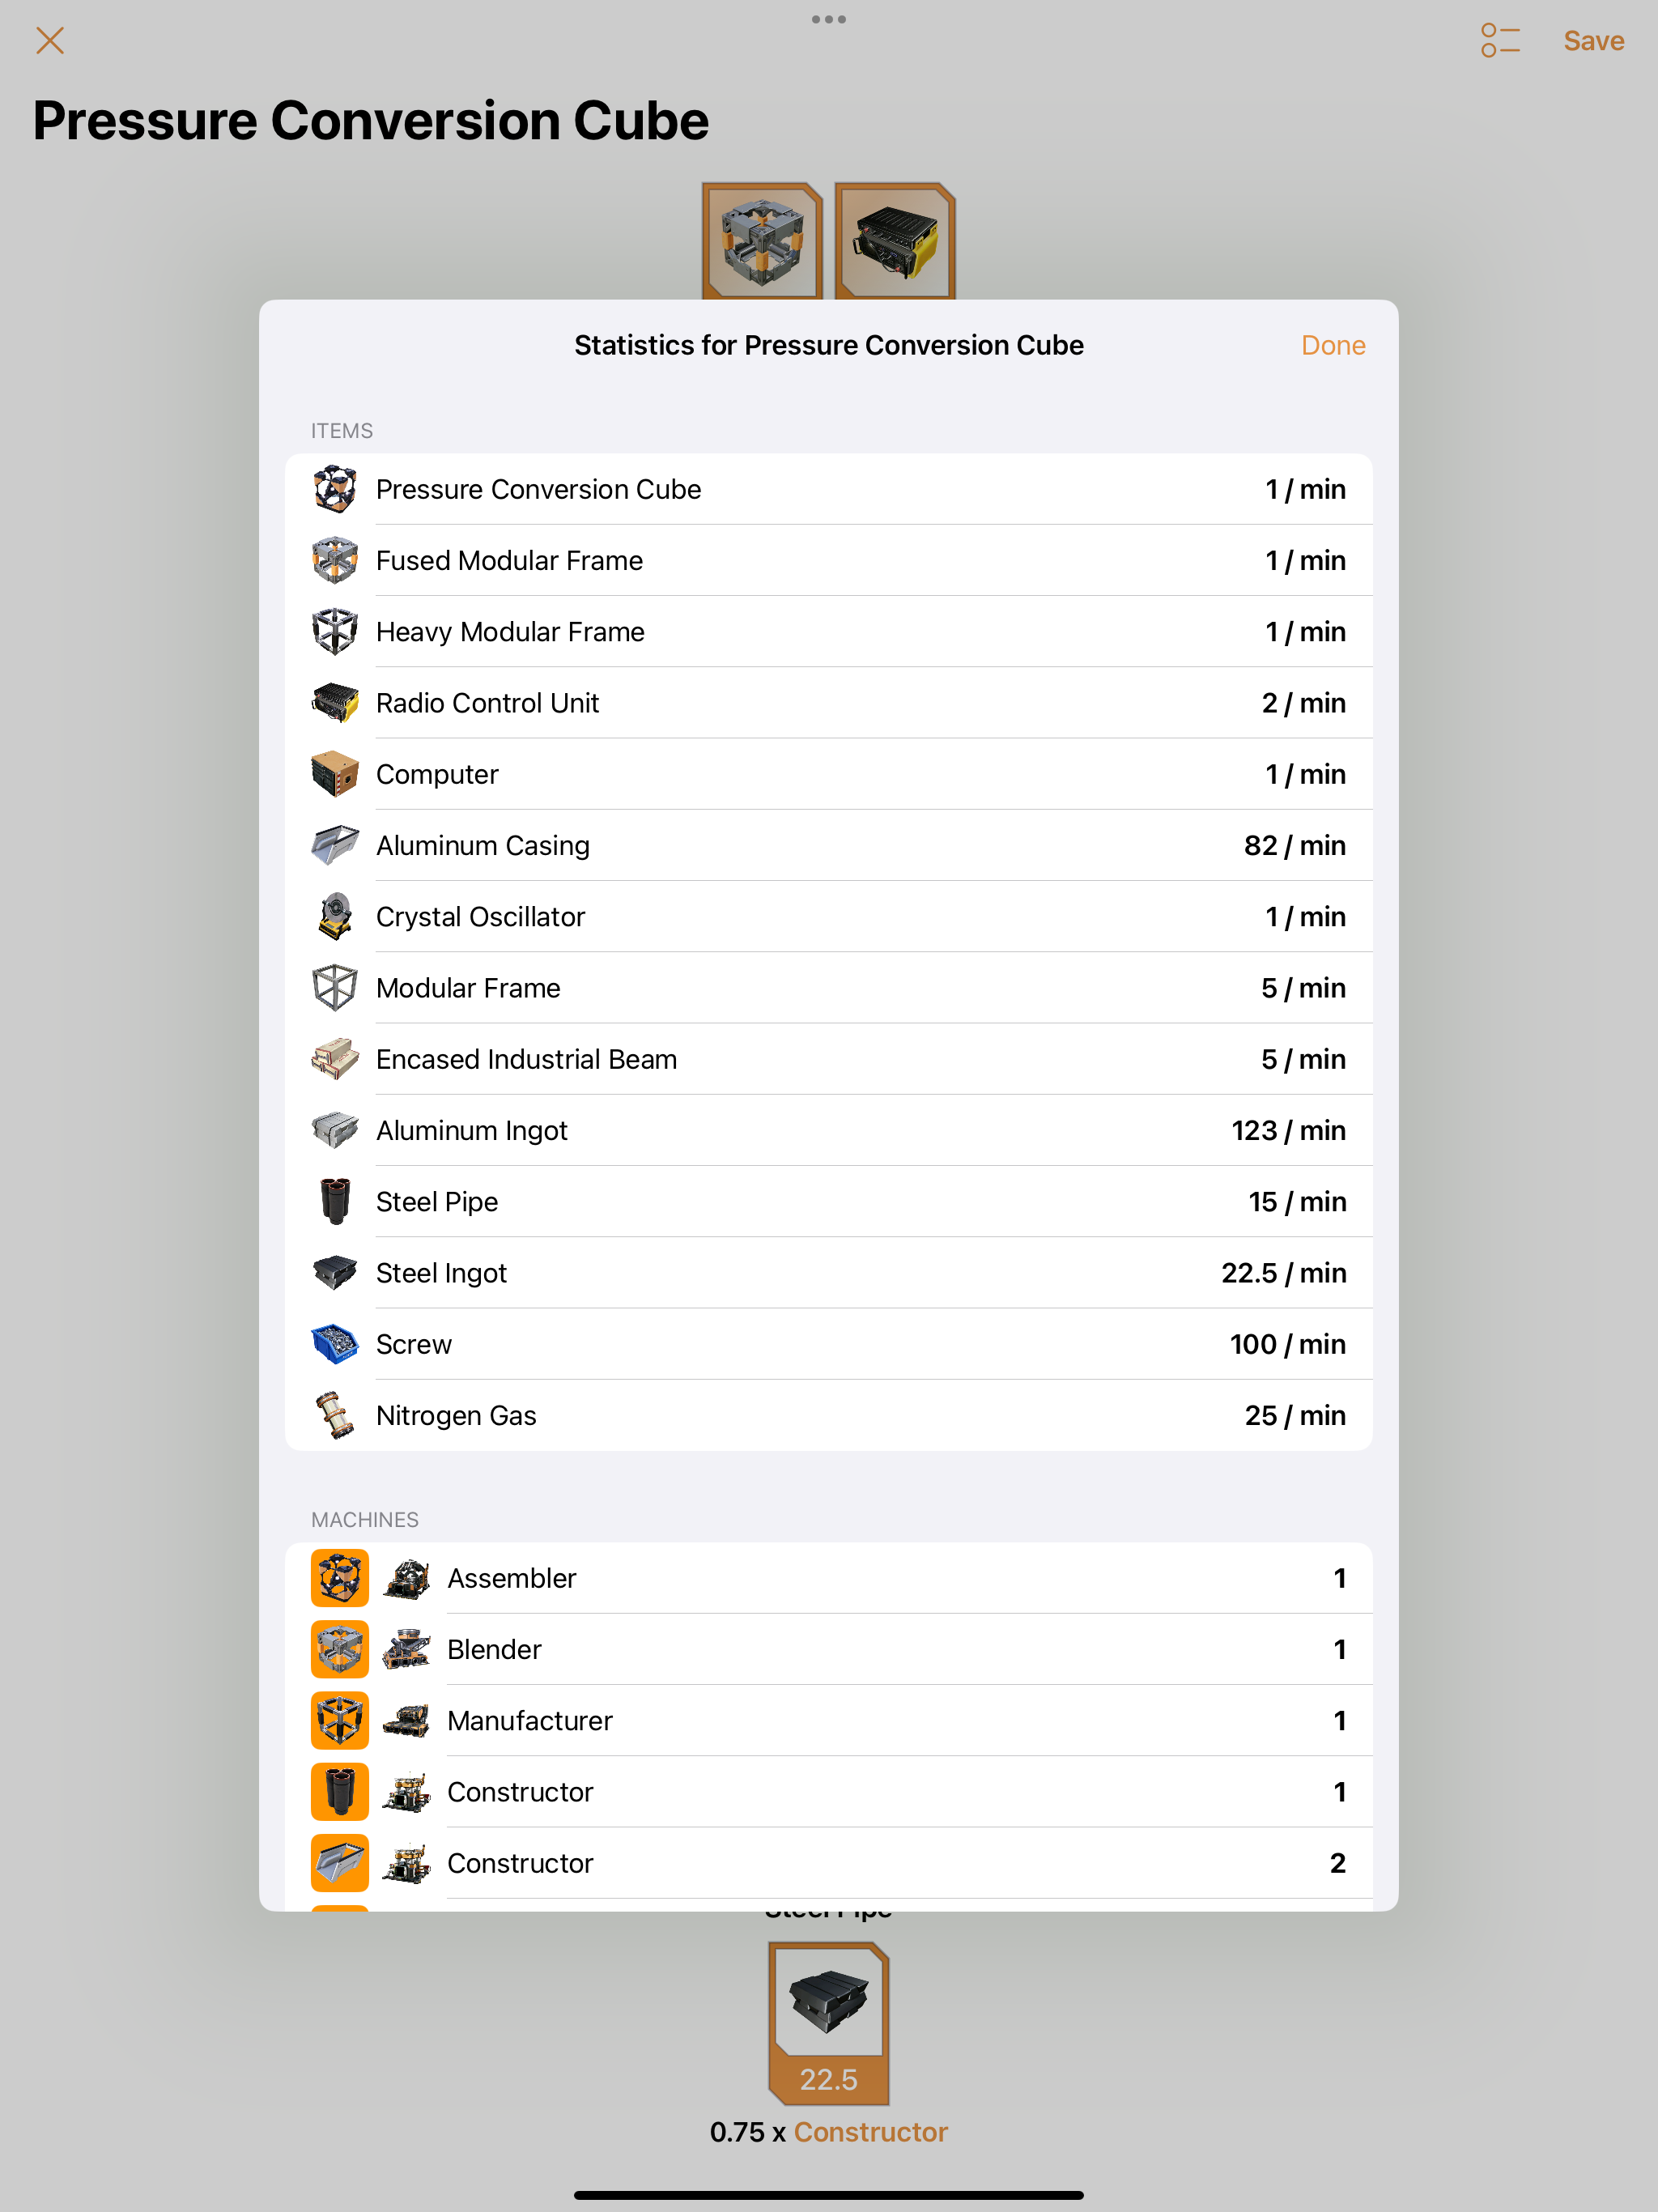 Save
Pressure Conversion Cube
Statistics for Pressure Conversion Cube
Done
ITEMS
Pressure Conversion Cube 1 / min
Fused Modular Frame 1 / min
Heavy Modular Frame 1 / min
Radio Control Unit 2 / min
Computer 1 / min
Aluminum Casing 82 / min
Crystal Oscillator 1 / min
Modular Frame 5 / min
Encased Industrial Beam 5 / min
Aluminum Ingot 123 / min
Steel Pipe 15 / min
Steel Ingot 22.5 / min
Screw 100 / min
Nitrogen Gas 25 / min
MACHINES
Assembler 1
Blender 1
Manufacturer 1
Constructor 1
Constructor 2
Steel Pipe
22.5
0.75 x Constructor